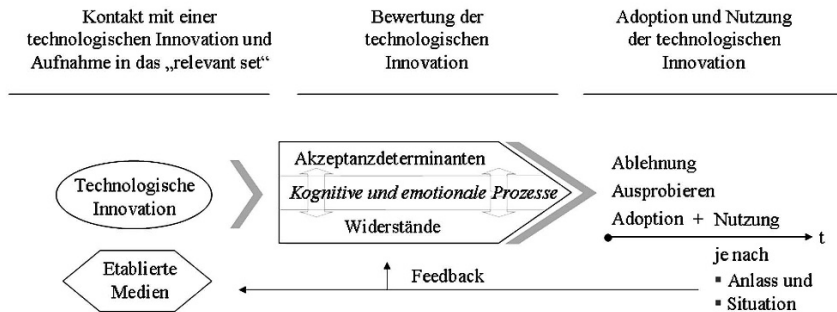 Kontakt mit einer
technologischen Innovation und
Aufnahme in das „relevant set“
Bewertung der
technologischen
Innovation
Adoption und Nutzung
der technologischen
Innovation
Technologische
Innovation
Etablierte
Medien
Akzeptanzdeterminanten
Kognitive und emotionale Prozesse
Widerstände
Ablehnung
Ausprobieren
Adoption + Nutzung
t
je nach
▪ Anlass und
▪ Situation
Feedback